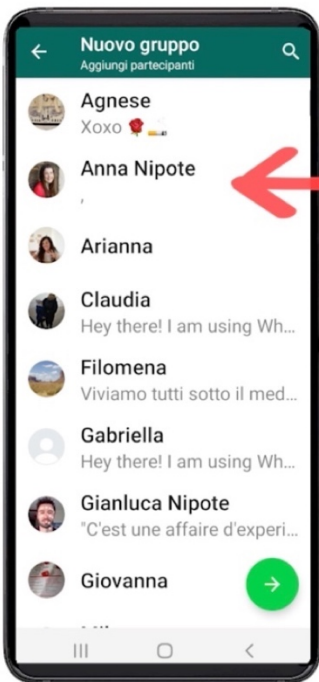 Nuovo gruppo
Aggiungi partecipanti
Agnese
Xoxo 🌹🚬
Anna Nipote
,
Arianna
Claudia
Hey there! I am using Wh...
Filomena
Viviamo tutti sotto il med...
Gabriella
Hey there! I am using Wh...
Gianluca Nipote
"C'est une affaire d'experi...
Giovanna